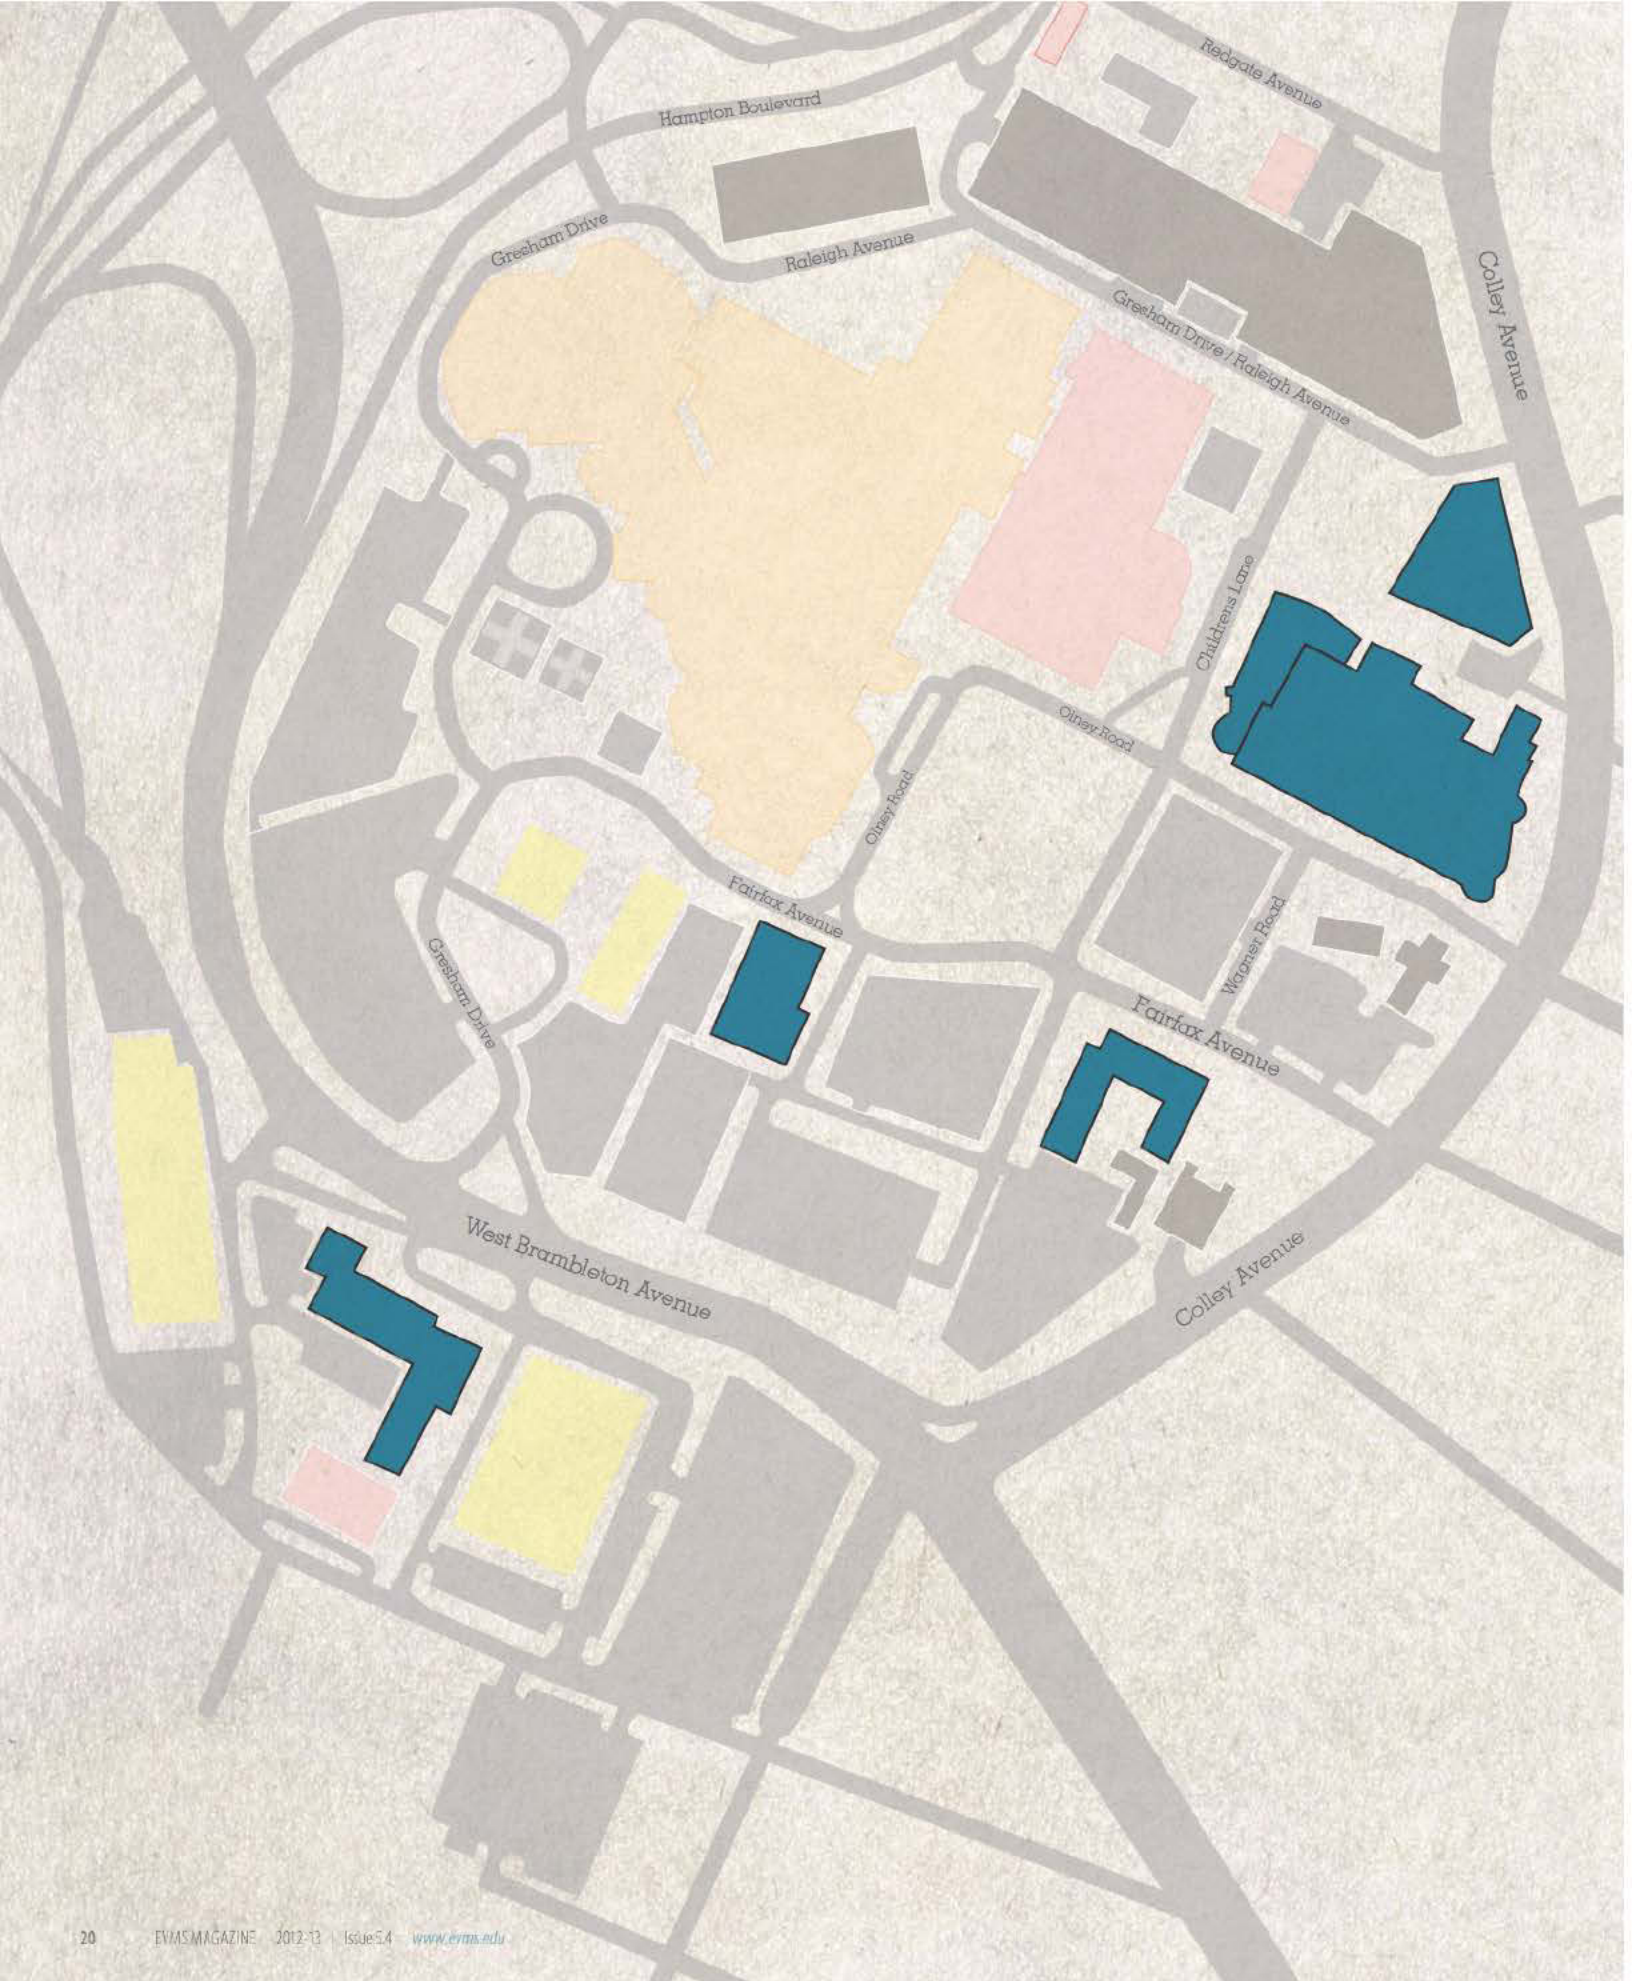 Redgate Avenue
Hampton Boulevard
Gresham Drive
Raleigh Avenue
Colley Avenue
Gresham Drive / Raleigh Avenue
Childrens Lane
Olney Road
Olney Road
Fairfax Avenue
Wagner Road
Gresham Drive
Fairfax Avenue
West Brambleton Avenue
Colley Avenue
20 EVMS MAGAZINE 2012-13 | Issue 5.4 www.evms.edu